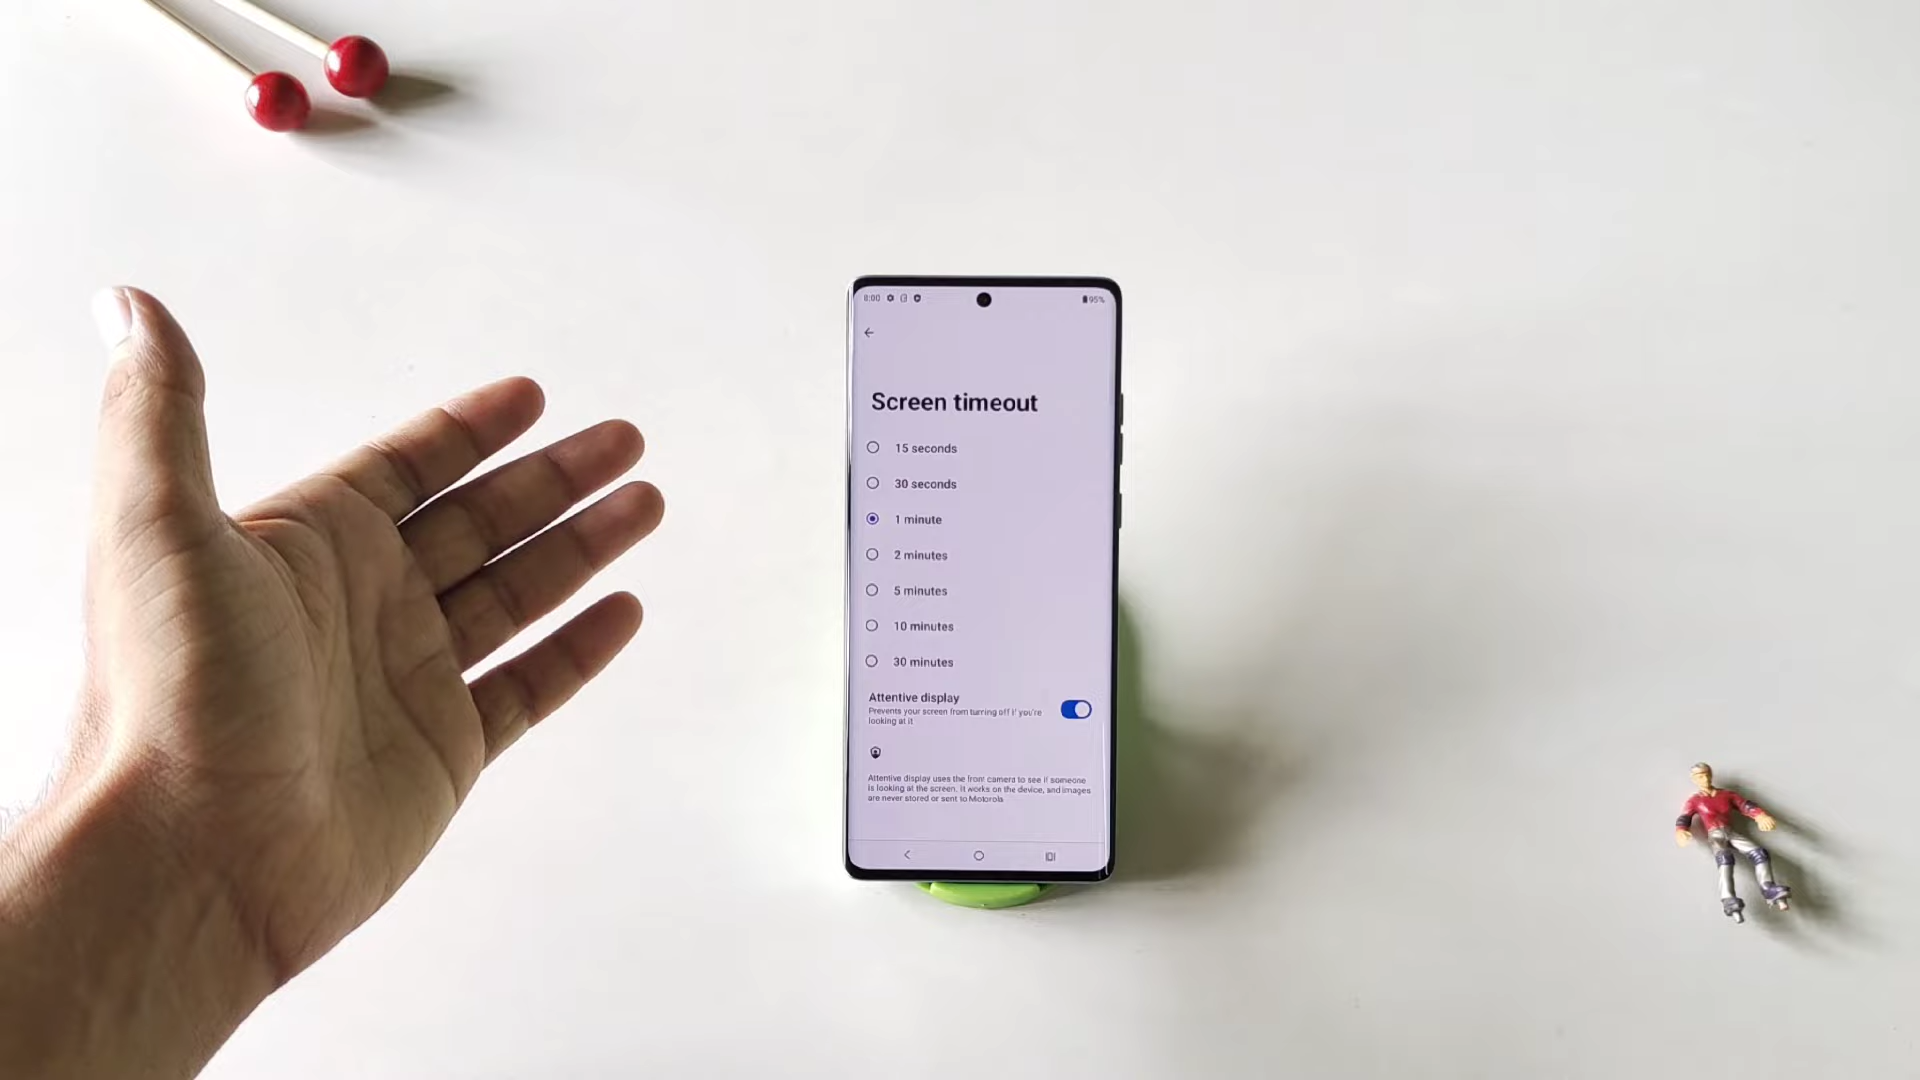 8:00 95%
Screen timeout
15 seconds
30 seconds
1 minute
2 minutes
5 minutes
10 minutes
30 minutes
Attentive display
Prevents your screen from turning off if you're
looking at it
Attentive display uses the front camera to see if someone
is looking at the screen. It works on the device, and images
are never stored or sent to Motorola